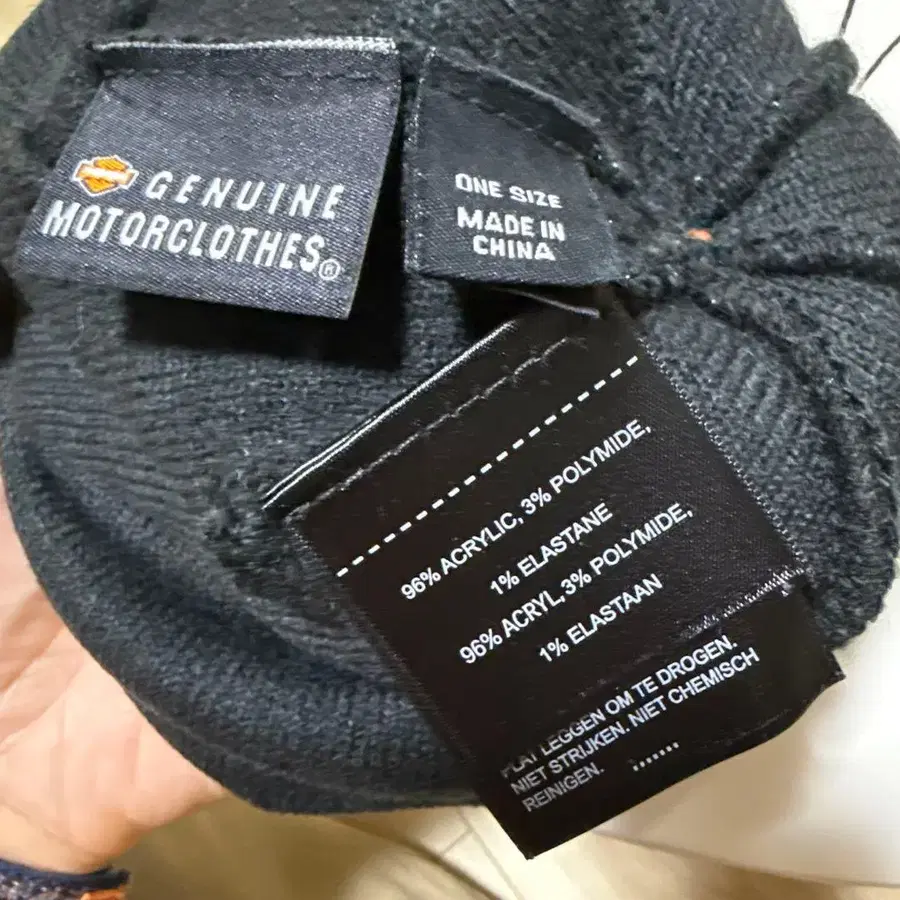 GENUINE
MOTORCLOTHES®
ONE SIZE
MADE IN
CHINA
96% ACRYLIC, 3% POLYMIDE,
1% ELASTANE
96% ACRYL, 3% POLYMIDE,
1% ELASTAAN
PLAT LEGGEN OM TE DROGEN.
NIET STRIJKEN. NIET CHEMISCH
REINIGEN.